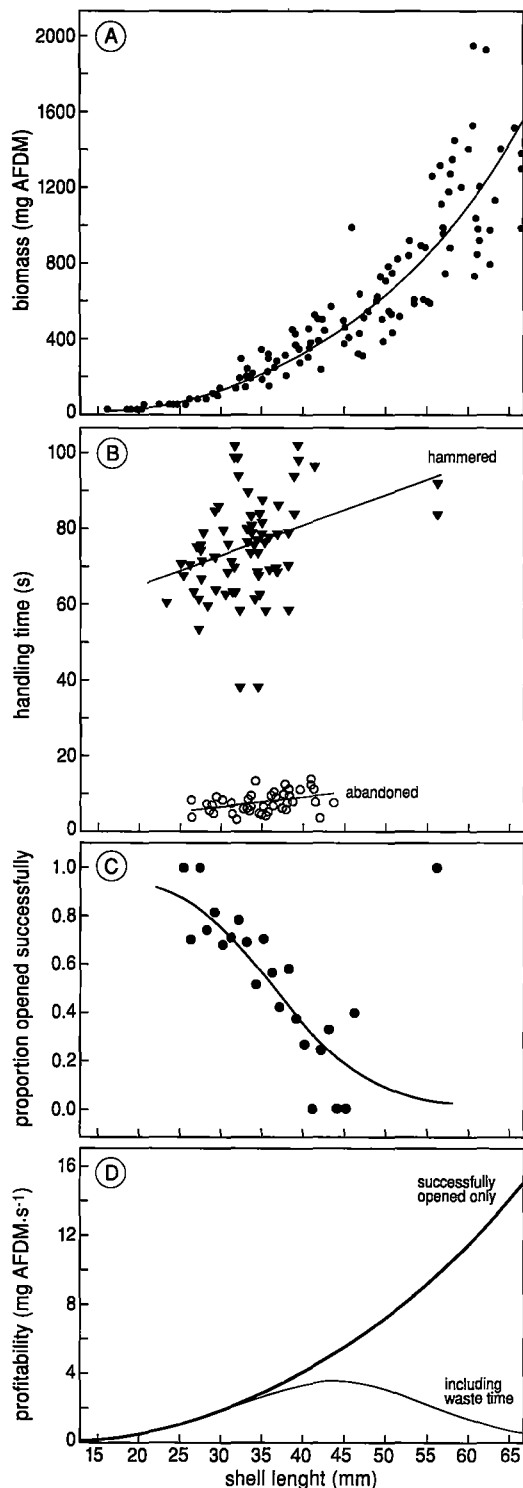 A
2000
1600
1200
800
400
0
biomass (mg AFDM)
B
100
80
60
40
20
10
0
handling time (s)
hammered
abandoned
C
1.0
0.8
0.6
0.4
0.2
0.0
proportion opened successfully
D
16
12
8
4
0
profitability (mg AFDM·s⁻¹)
successfully
opened only
including
waste time
15 20 25 30 35 40 45 50 55 60 65
shell lenght (mm)